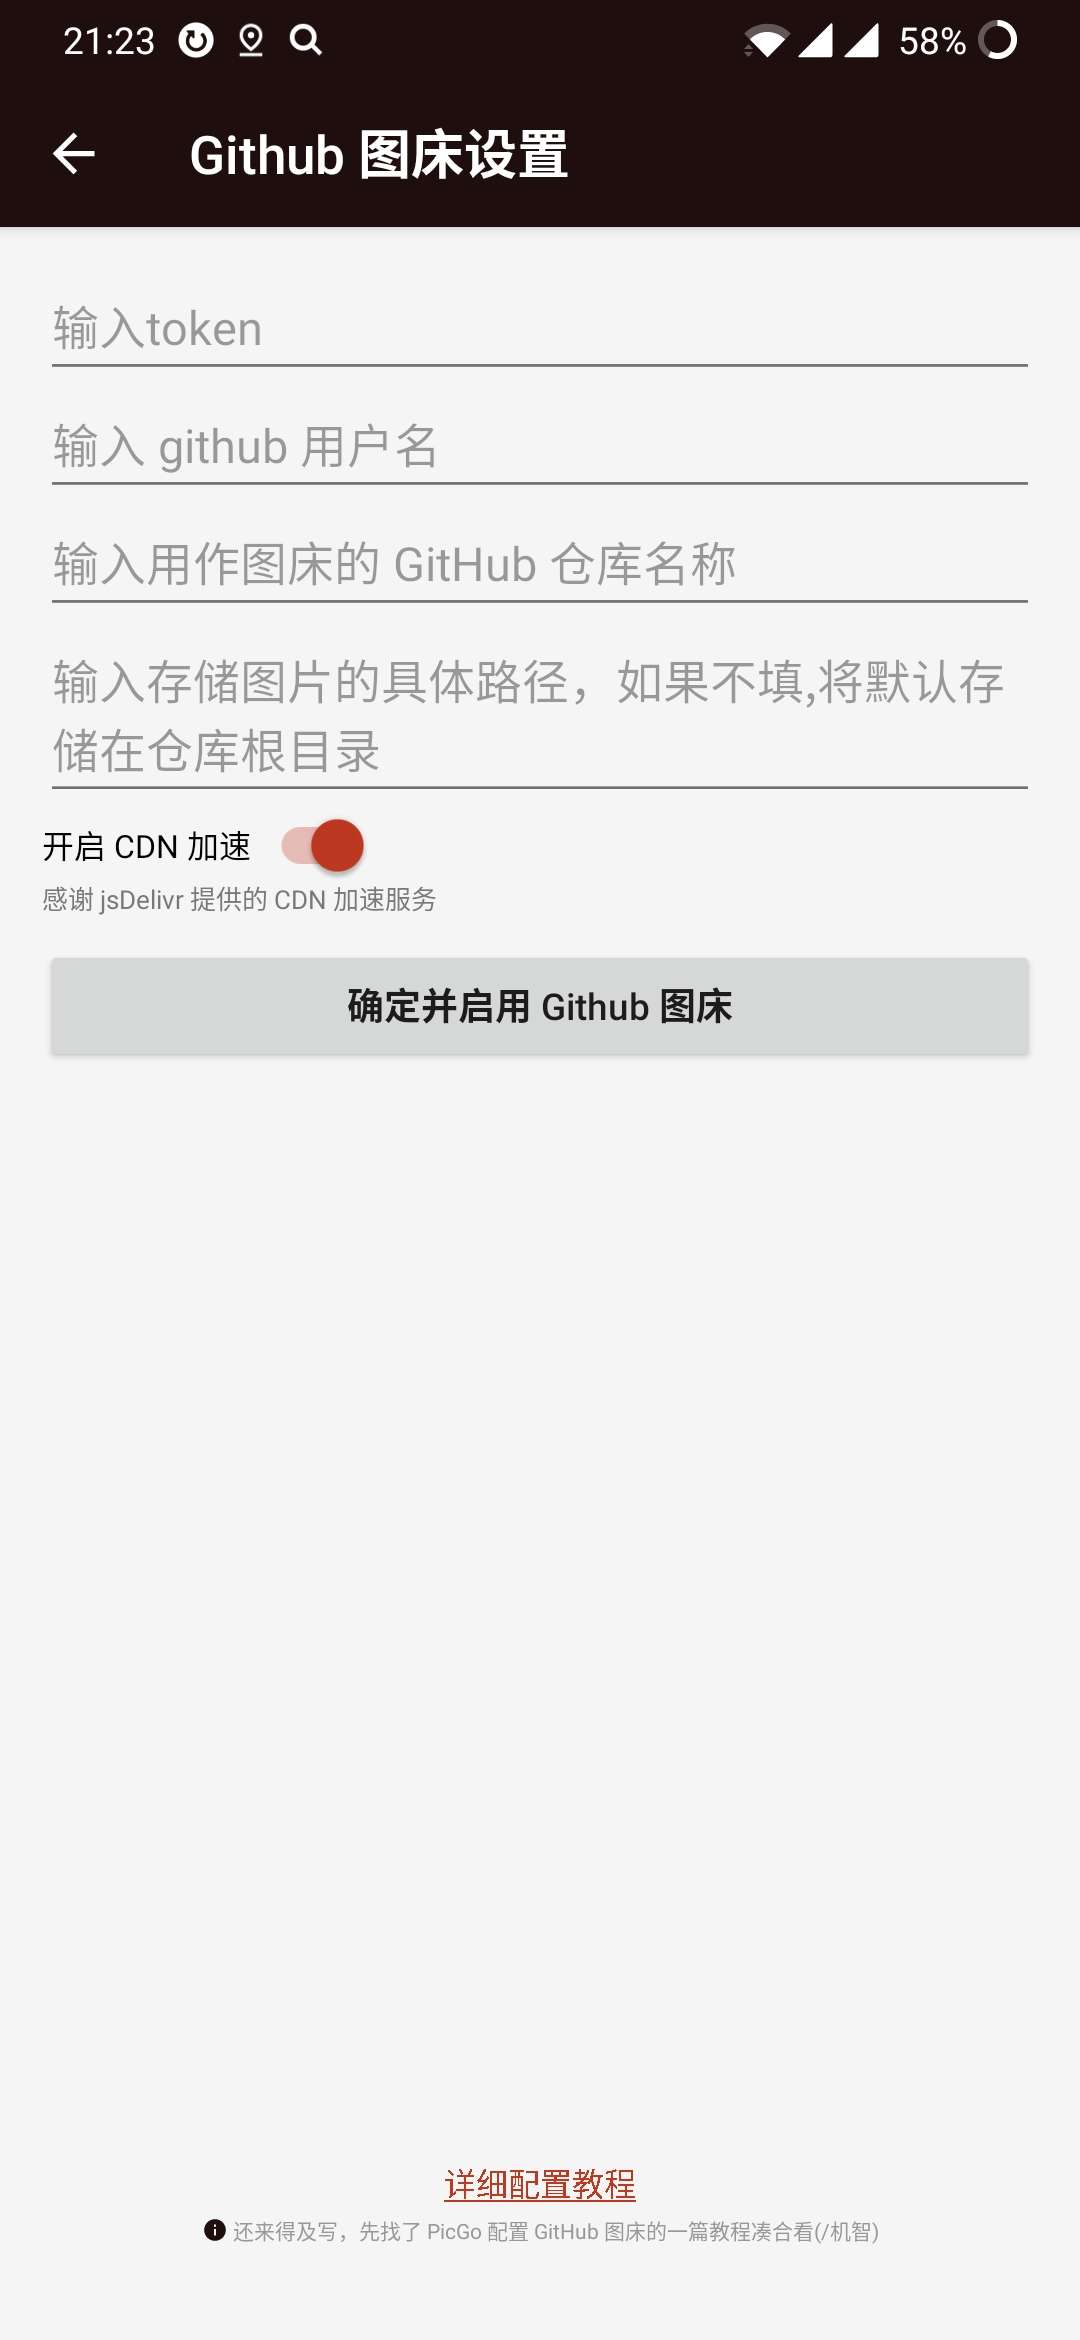 21:23
58%
Github 图床设置
输入token
输入 github 用户名
输入用作图床的 GitHub 仓库名称
输入存储图片的具体路径，如果不填,将默认存
储在仓库根目录
开启 CDN 加速
感谢 jsDelivr 提供的 CDN 加速服务
确定并启用 Github 图床
详细配置教程
还来得及写，先找了 PicGo 配置 GitHub 图床的一篇教程凑合看(/机智)